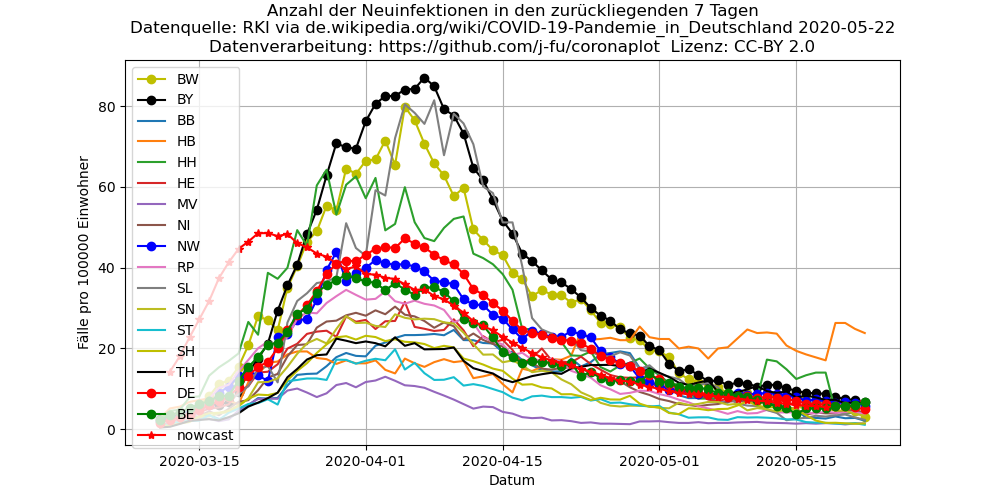 Anzahl der Neuinfektionen in den zurückliegenden 7 Tagen
Datenquelle: RKI via de.wikipedia.org/wiki/COVID-19-Pandemie_in_Deutschland 2020-05-22
Datenverarbeitung: https://github.com/j-fu/coronaplot Lizenz: CC-BY 2.0
Fälle pro 100000 Einwohner
80
60
40
20
0
BW
BY
BB
HB
HH
HE
MV
NI
NW
RP
SL
SN
ST
SH
TH
DE
BE
nowcast
2020-03-15 2020-04-01 2020-04-15 2020-05-01 2020-05-15
Datum